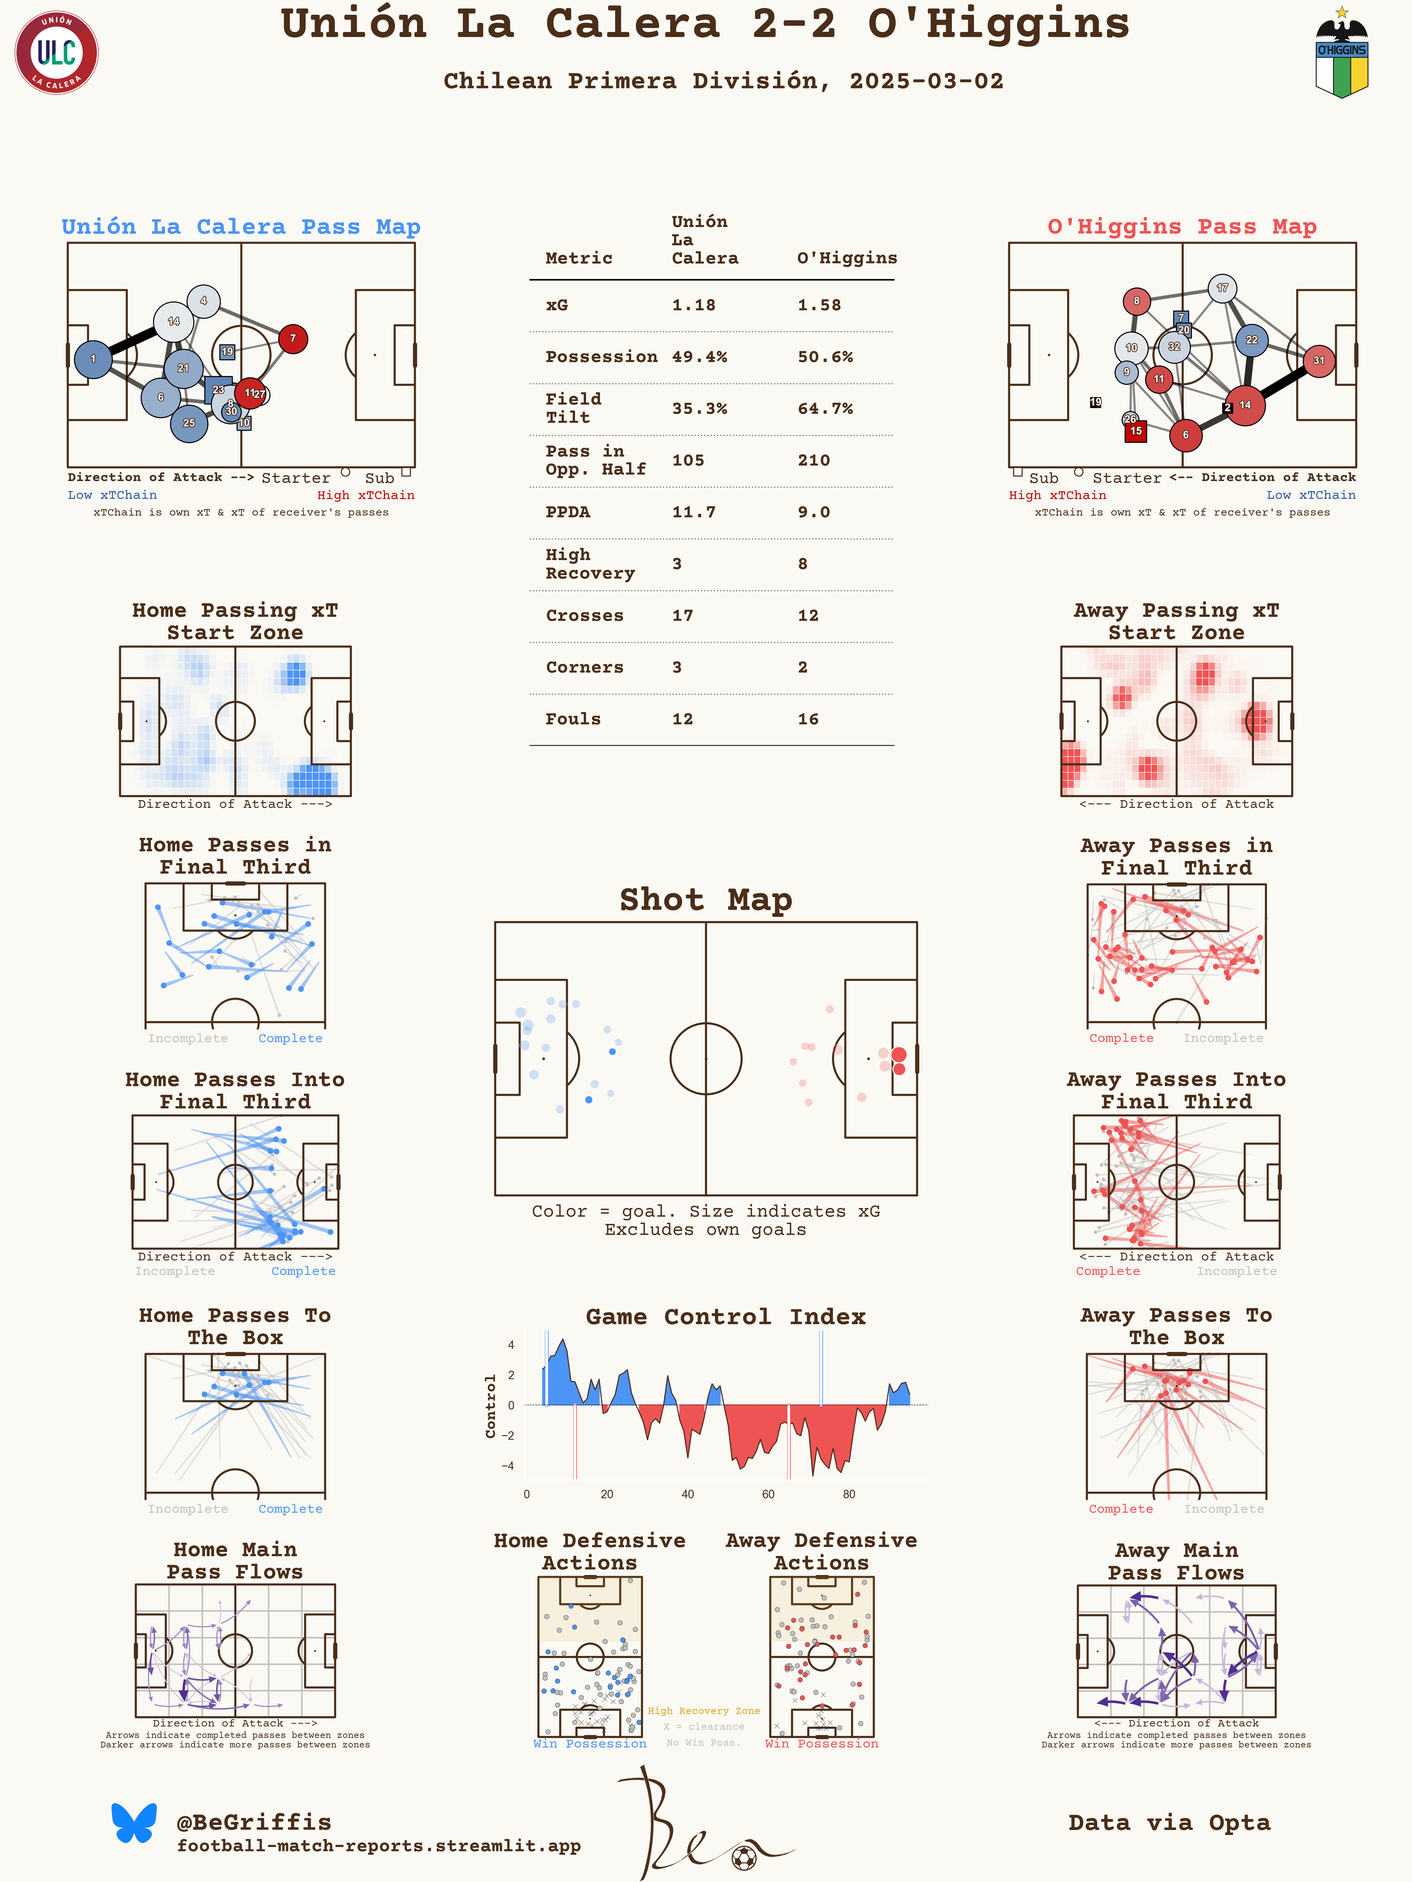 Unión La Calera 2-2 O'Higgins
Chilean Primera División, 2025-03-02
UNIÓN
ULC
LA CALERA
O'HIGGINS
Unión La Calera Pass Map
4
14
7
1
19
21
23
11
27
6
8
30
25
10
Direction of Attack --> Starter Sub
Low xTChain High xTChain
xTChain is own xT & xT of receiver's passes
Metric Unión La Calera O'Higgins
xG 1.18 1.58
Possession 49.4% 50.6%
Field Tilt 35.3% 64.7%
Pass in Opp. Half 105 210
PPDA 11.7 9.0
High Recovery 3 8
Crosses 17 12
Corners 3 2
Fouls 12 16
O'Higgins Pass Map
17
8
7
20
22
10
32
31
9
11
19
2
14
26
15
6
Sub Starter <-- Direction of Attack
High xTChain Low xTChain
xTChain is own xT & xT of receiver's passes
Home Passing xT
Start Zone
Direction of Attack --->
Away Passing xT
Start Zone
<--- Direction of Attack
Home Passes in
Final Third
Incomplete Complete
Away Passes in
Final Third
Complete Incomplete
Shot Map
Color = goal. Size indicates xG
Excludes own goals
Home Passes Into
Final Third
Direction of Attack --->
Incomplete Complete
Away Passes Into
Final Third
<--- Direction of Attack
Complete Incomplete
Home Passes To
The Box
Incomplete Complete
Game Control Index
Control
4
2
0
−2
−4
0 20 40 60 80
Away Passes To
The Box
Complete Incomplete
Home Main
Pass Flows
Direction of Attack --->
Arrows indicate completed passes between zones
Darker arrows indicate more passes between zones
Home Defensive
Actions
Win Possession
Away Defensive
Actions
Win Possession
High Recovery Zone
X = clearance
No Win Poss.
Away Main
Pass Flows
<--- Direction of Attack
Arrows indicate completed passes between zones
Darker arrows indicate more passes between zones
@BeGriffis
football-match-reports.streamlit.app
Ben
Data via Opta